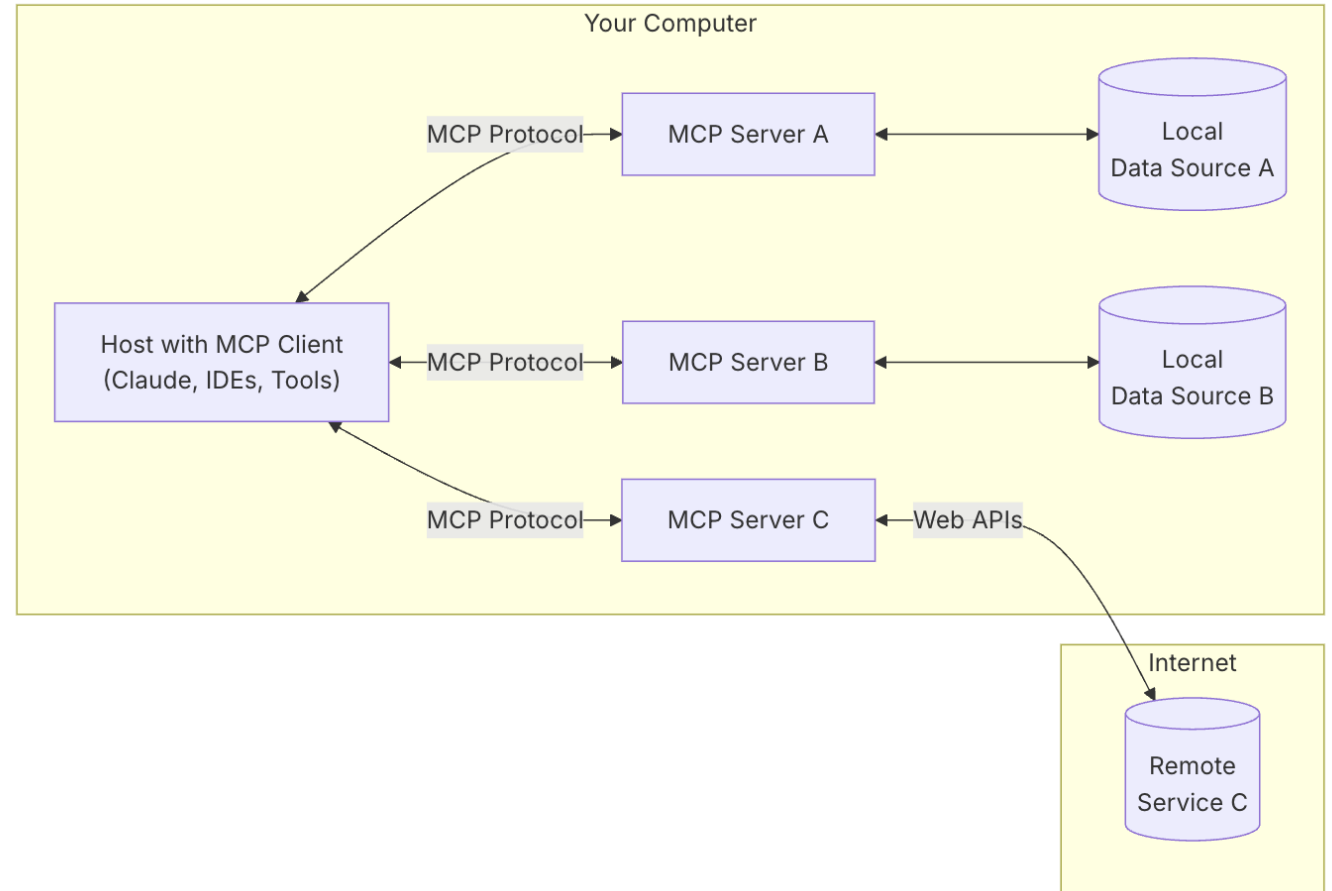 Your Computer
MCP Protocol
MCP Server A
Local
Data Source A
Host with MCP Client
(Claude, IDEs, Tools)
MCP Protocol
MCP Server B
Local
Data Source B
MCP Protocol
MCP Server C
Web APIs
Internet
Remote
Service C